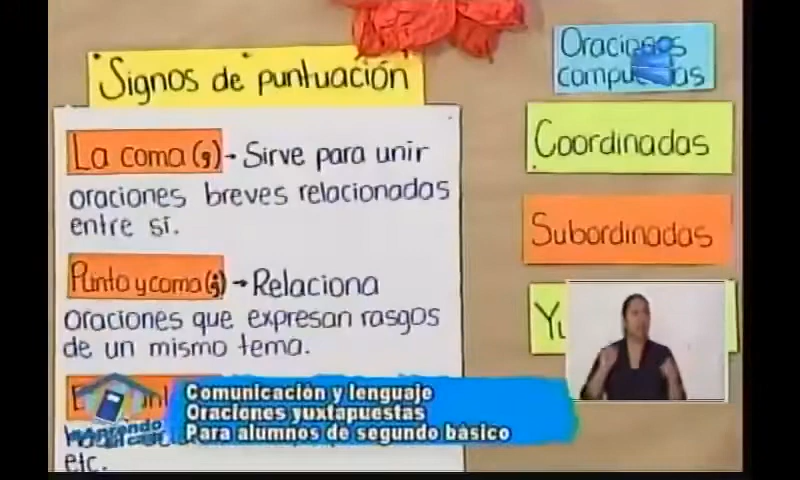 "Signos de puntuación
La coma (,) → Sirve para unir
oraciones breves relacionadas
entre sí.
Punto y coma (;) → Relaciona
oraciones que expresan rasgos
de un mismo tema.
etc.
Oraciones
compuestas
Coordinadas
Subordinadas
Comunicación y lenguaje
Oraciones yuxtapuestas
Para alumnos de segundo básico
Aprendo